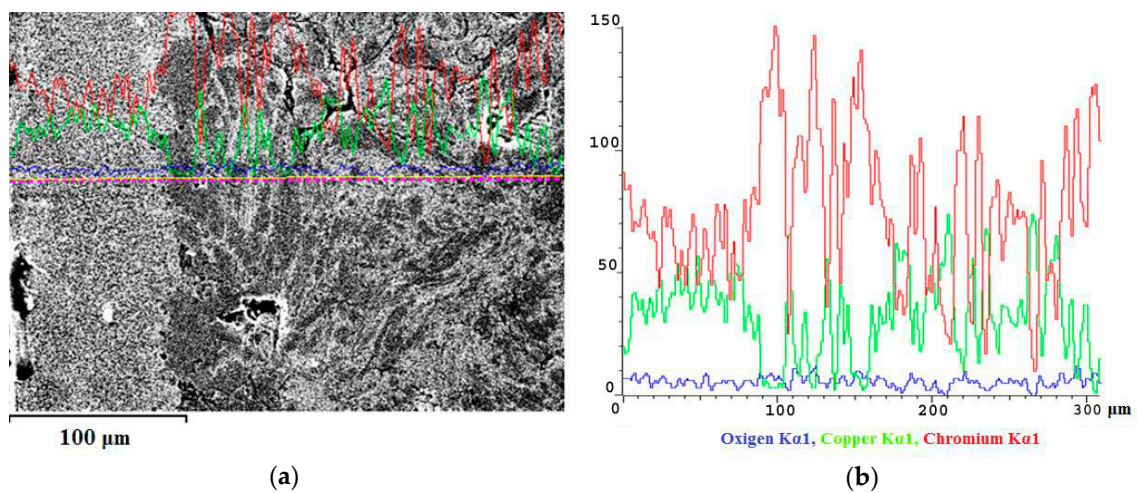 150
100
50
0
0 100 200 300 μm
100 μm
Oxigen Kα1, Copper Kα1, Chromium Kα1
(a) (b)